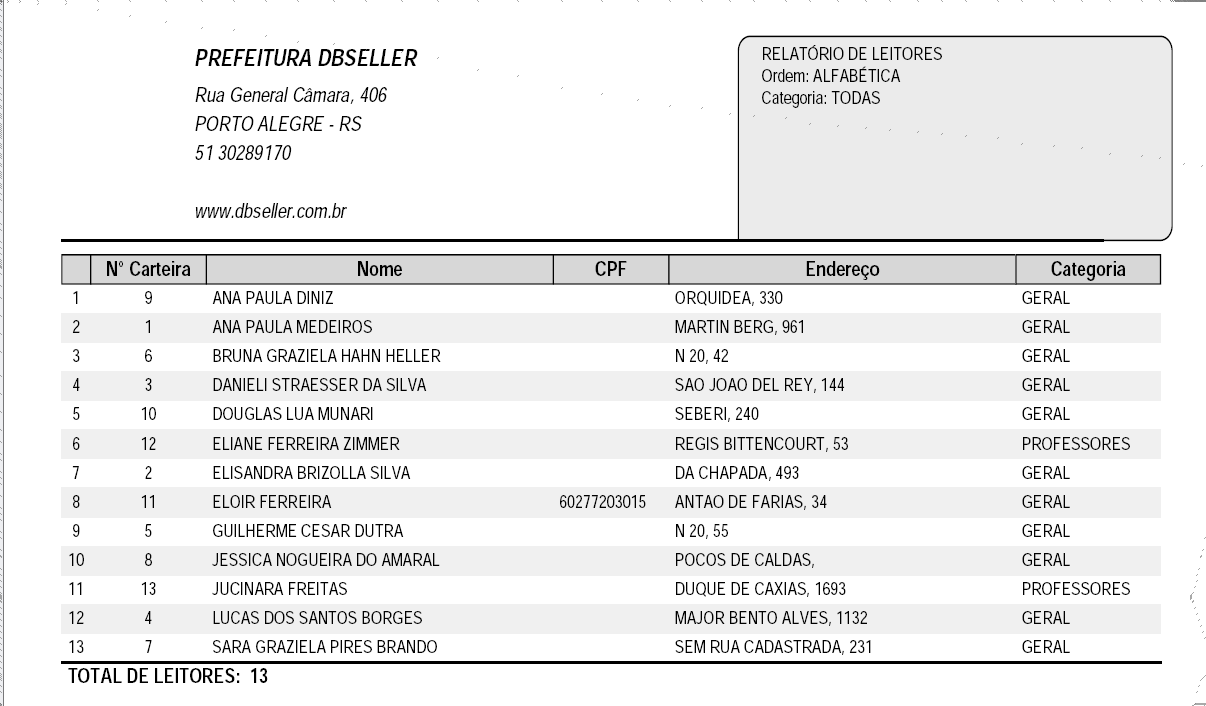 PREFEITURA DBSELLER
Rua General Câmara, 406
PORTO ALEGRE - RS
51 30289170
www.dbseller.com.br
RELATÓRIO DE LEITORES
Ordem: ALFABÉTICA
Categoria: TODAS
N° Carteira Nome CPF Endereço Categoria
1 9 ANA PAULA DINIZ ORQUIDEA, 330 GERAL
2 1 ANA PAULA MEDEIROS MARTIN BERG, 961 GERAL
3 6 BRUNA GRAZIELA HAHN HELLER N 20, 42 GERAL
4 3 DANIELI STRAESSER DA SILVA SAO JOAO DEL REY, 144 GERAL
5 10 DOUGLAS LUA MUNARI SEBERI, 240 GERAL
6 12 ELIANE FERREIRA ZIMMER REGIS BITTENCOURT, 53 PROFESSORES
7 2 ELISANDRA BRIZOLLA SILVA DA CHAPADA, 493 GERAL
8 11 ELOIR FERREIRA 60277203015 ANTAO DE FARIAS, 34 GERAL
9 5 GUILHERME CESAR DUTRA N 20, 55 GERAL
10 8 JESSICA NOGUEIRA DO AMARAL POCOS DE CALDAS, GERAL
11 13 JUCINARA FREITAS DUQUE DE CAXIAS, 1693 PROFESSORES
12 4 LUCAS DOS SANTOS BORGES MAJOR BENTO ALVES, 1132 GERAL
13 7 SARA GRAZIELA PIRES BRANDO SEM RUA CADASTRADA, 231 GERAL
TOTAL DE LEITORES: 13